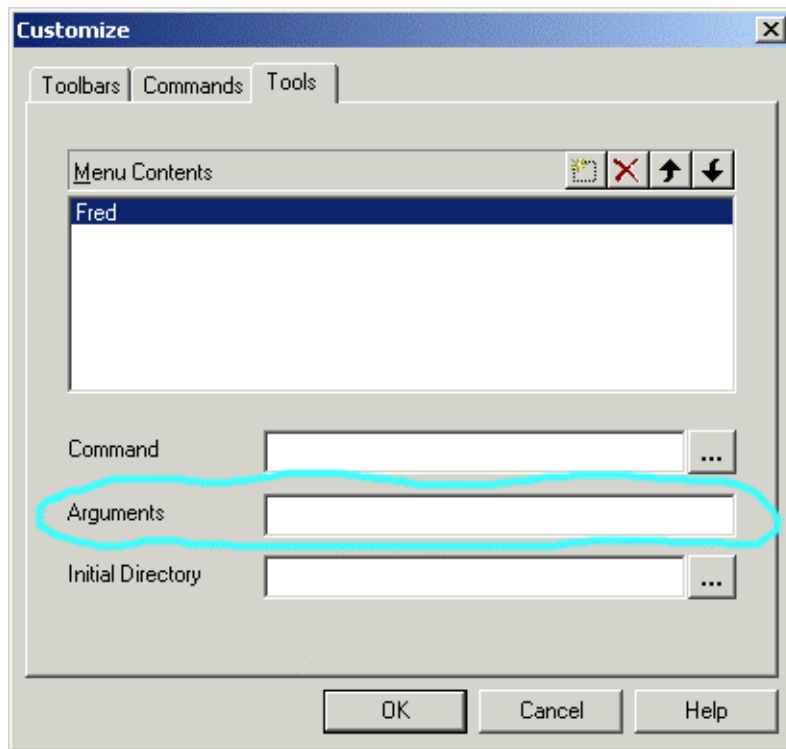 Customize
Toolbars Commands Tools
Menu Contents
Fred
Command ...
Arguments
Initial Directory ...
OK Cancel Help